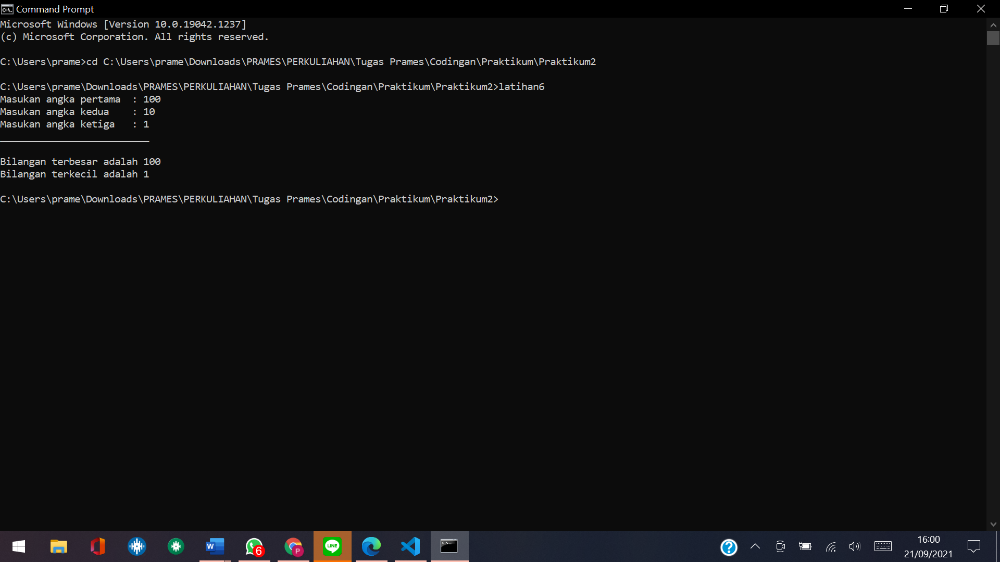 Command Prompt
Microsoft Windows [Version 10.0.19042.1237]
(c) Microsoft Corporation. All rights reserved.
C:\Users\prame>cd C:\Users\prame\Downloads\PRAMES\PERKULIAHAN\Tugas Prames\Codingan\Praktikum\Praktikum2
C:\Users\prame\Downloads\PRAMES\PERKULIAHAN\Tugas Prames\Codingan\Praktikum\Praktikum2>latihan6
Masukan angka pertama  : 100
Masukan angka kedua    : 10
Masukan angka ketiga   : 1
__________________________
Bilangan terbesar adalah 100
Bilangan terkecil adalah 1
C:\Users\prame\Downloads\PRAMES\PERKULIAHAN\Tugas Prames\Codingan\Praktikum\Praktikum2>
W
6
P
LINE
C:\.
?
16:00
21/09/2021